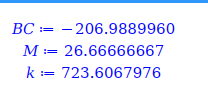 BC := −206.9889960
M := 26.66666667
k := 723.6067976